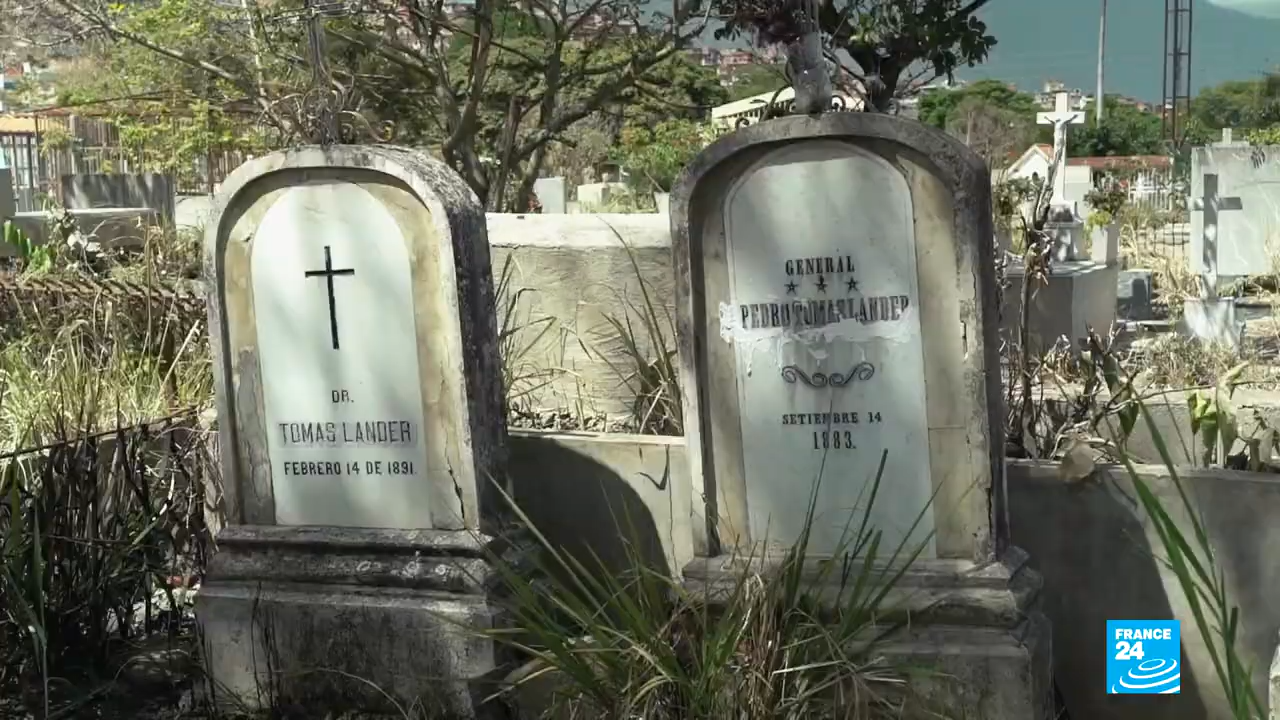 DR.
TOMAS LANDER
FEBRERO 14 DE 1891.
GENERAL
PEDRO TOMAS LANDER
SETIEMBRE 14
1883.
FRANCE
24